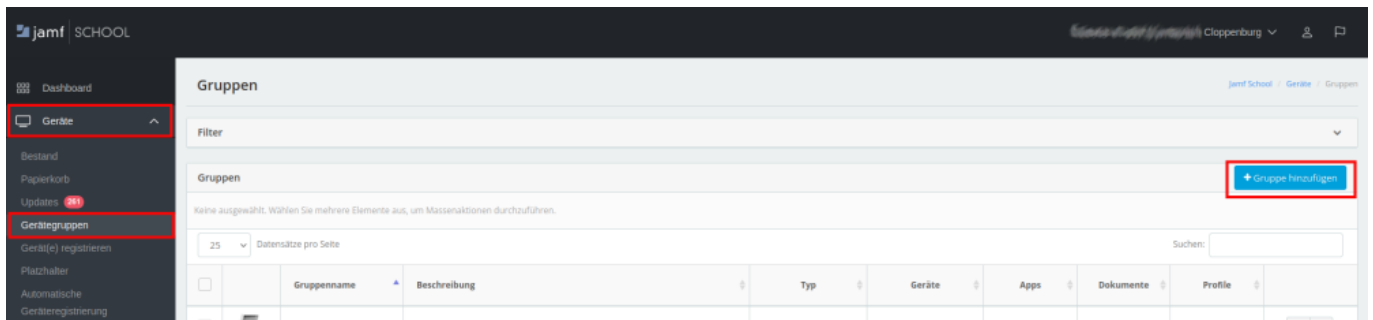 jamf SCHOOL
Cloppenburg
Dashboard
Gruppen
Jamf School / Geräte / Gruppen
Geräte
Filter
Bestand
Papierkorb
Gruppen
+Gruppe hinzufügen
Updates 261
Keine ausgewählt. Wählen Sie mehrere Elemente aus, um Massenaktionen durchzuführen.
Gerätegruppen
Gerät(e) registrieren
25 Datensätze pro Seite
Suchen:
Platzhalter
Gruppenname Beschreibung Typ Geräte Apps Dokumente Profile
Automatische
Geräteregistrierung